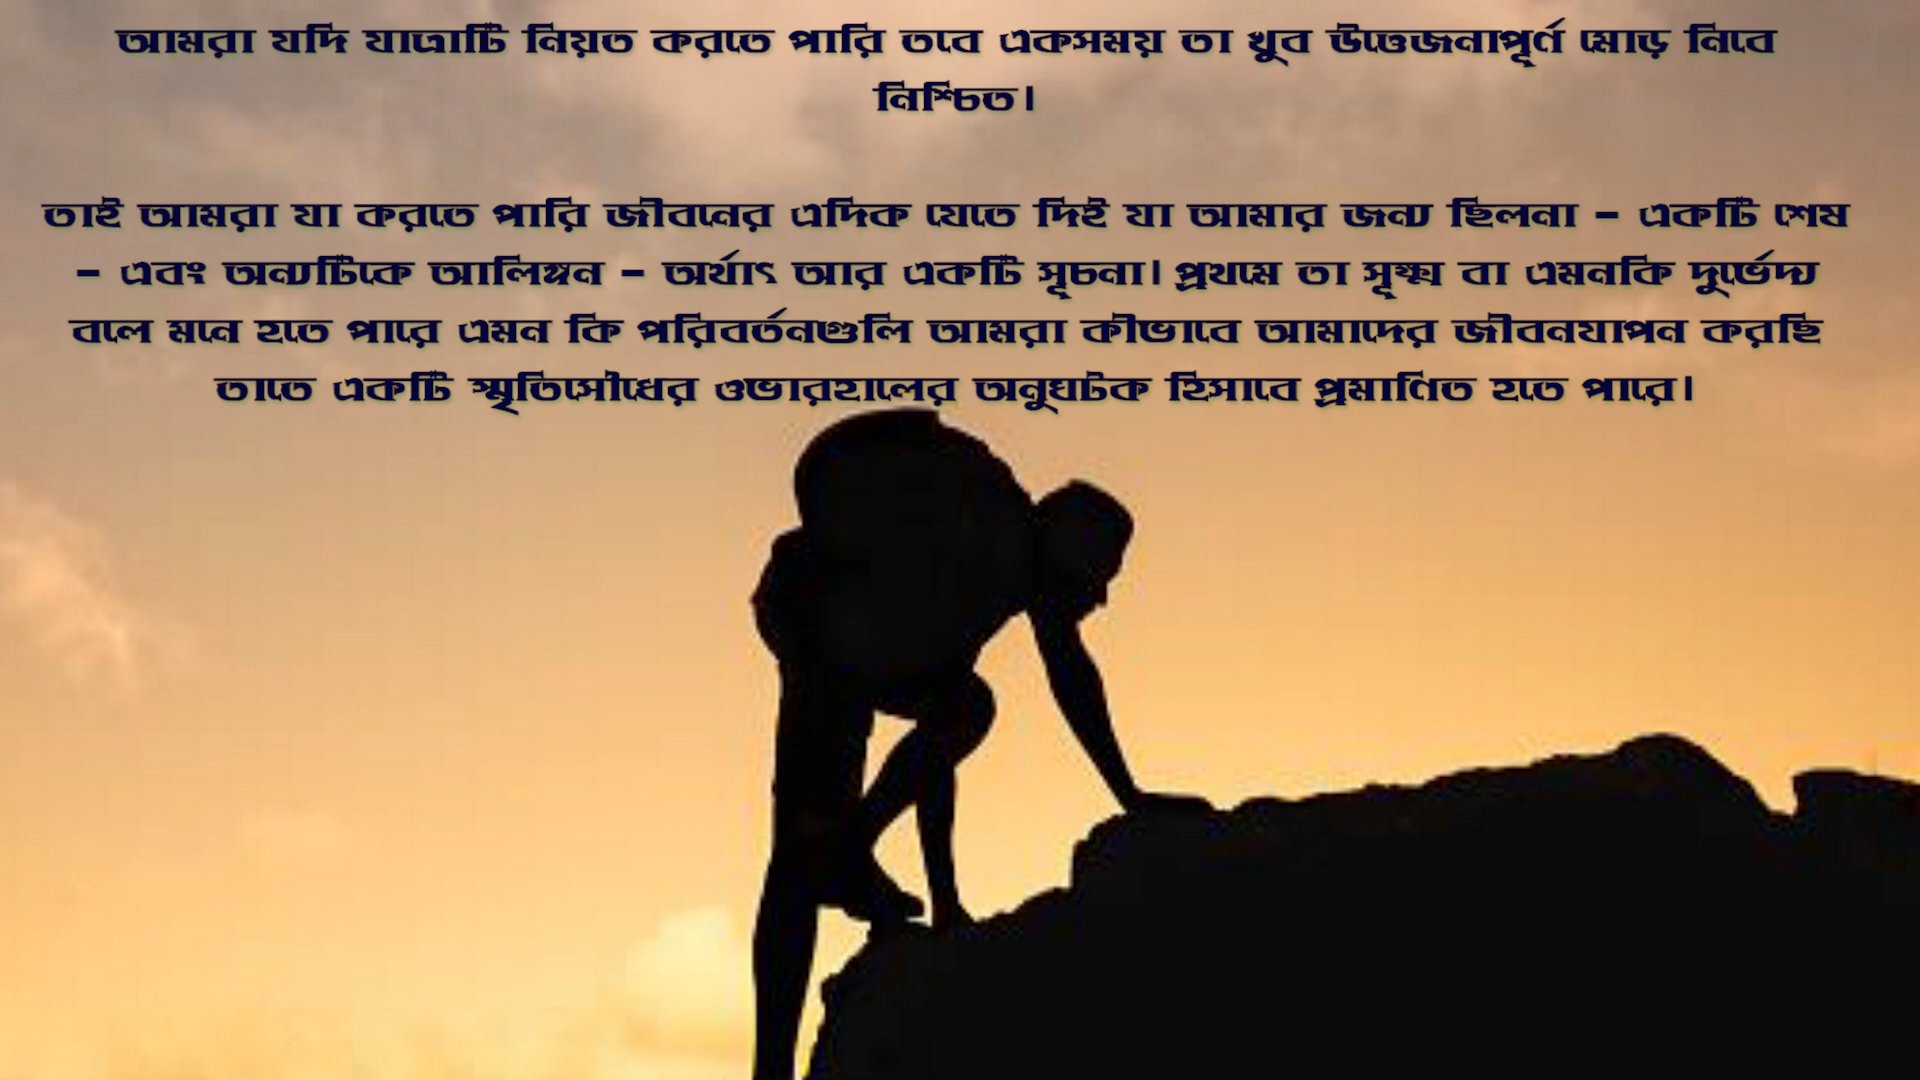 আমরা যদি যাত্রাটি নিয়ত করতে পারি তবে একসময় তা খুব উত্তেজনাপূর্ণ মোড় নিবে
নিশ্চিত।
তাই আমরা যা করতে পারি জীবনের এদিক যেতে দিই যা আমার জন্য ছিলনা - একটি শেষ
- এবং অন্যটিকে আলিঙ্গন - অর্থাৎ আর একটি সূচনা। প্রথমে তা সূক্ষ্ম বা এমনকি দুর্ভেদ্য
বলে মনে হতে পারে এমন কি পরিবর্তনগুলি আমরা কীভাবে আমাদের জীবনযাপন করছি
তাতে একটি স্মৃতিসৌধের ওভারহালের অনুঘটক হিসাবে প্রমাণিত হতে পারে।